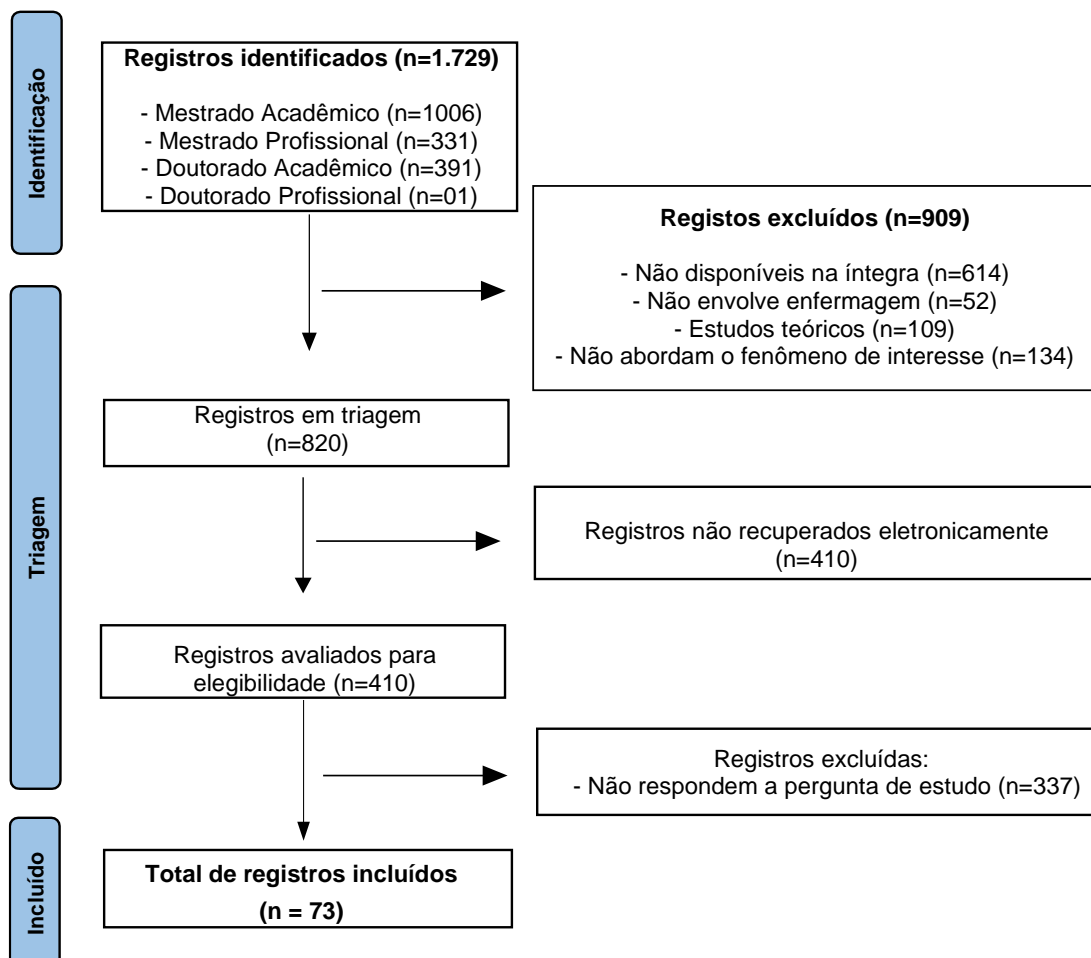 Identificação
Registros identificados (n=1.729)
- Mestrado Acadêmico (n=1006)
- Mestrado Profissional (n=331)
- Doutorado Acadêmico (n=391)
- Doutorado Profissional (n=01)
Registos excluídos (n=909)
- Não disponíveis na íntegra (n=614)
- Não envolve enfermagem (n=52)
- Estudos teóricos (n=109)
- Não abordam o fenômeno de interesse (n=134)
Triagem
Registros em triagem
(n=820)
Registros não recuperados eletronicamente
(n=410)
Registros avaliados para
elegibilidade (n=410)
Registros excluídas:
- Não respondem a pergunta de estudo (n=337)
Incluído
Total de registros incluídos
(n = 73)